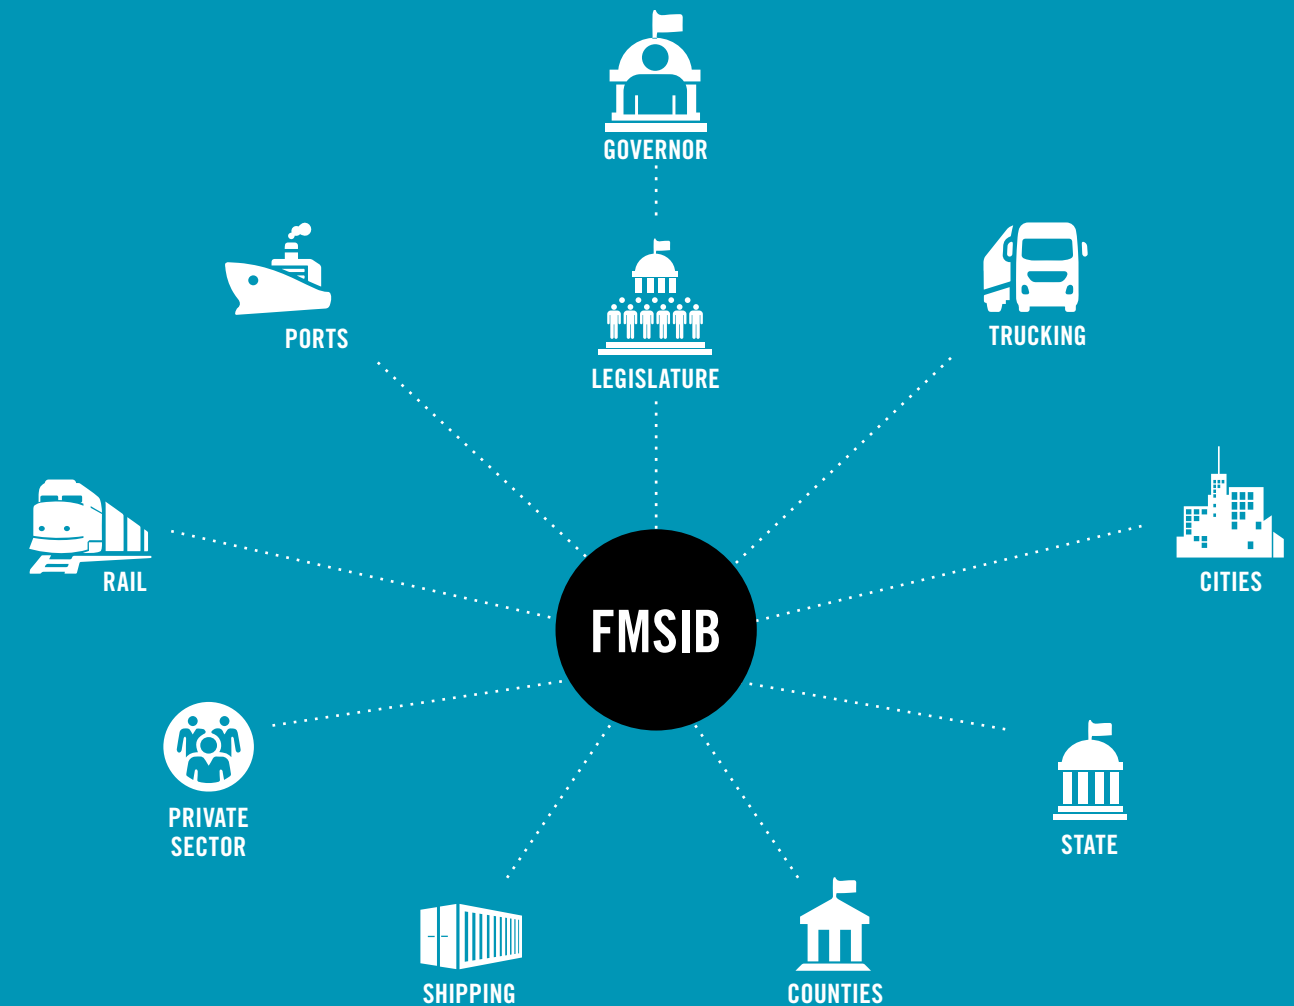 GOVERNOR
PORTS
LEGISLATURE
TRUCKING
RAIL
CITIES
FMSIB
PRIVATE
SECTOR
STATE
SHIPPING
COUNTIES